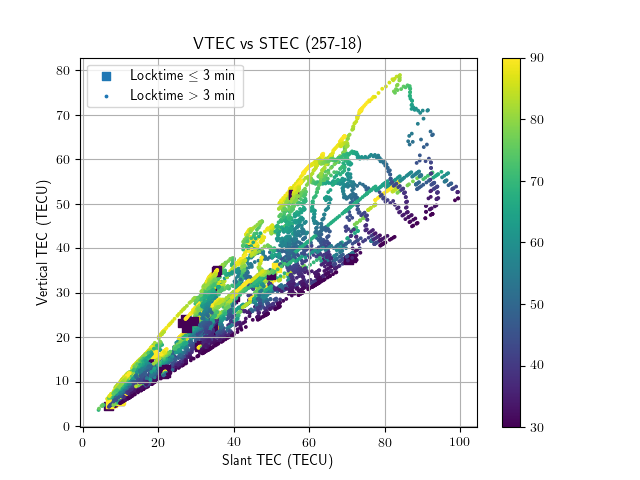 VTEC vs STEC (257-18)
Locktime ≤ 3 min
Locktime > 3 min
Vertical TEC (TECU)
80
70
60
50
40
30
20
10
0
0 20 40 60 80 100
Slant TEC (TECU)
90
80
70
60
50
40
30